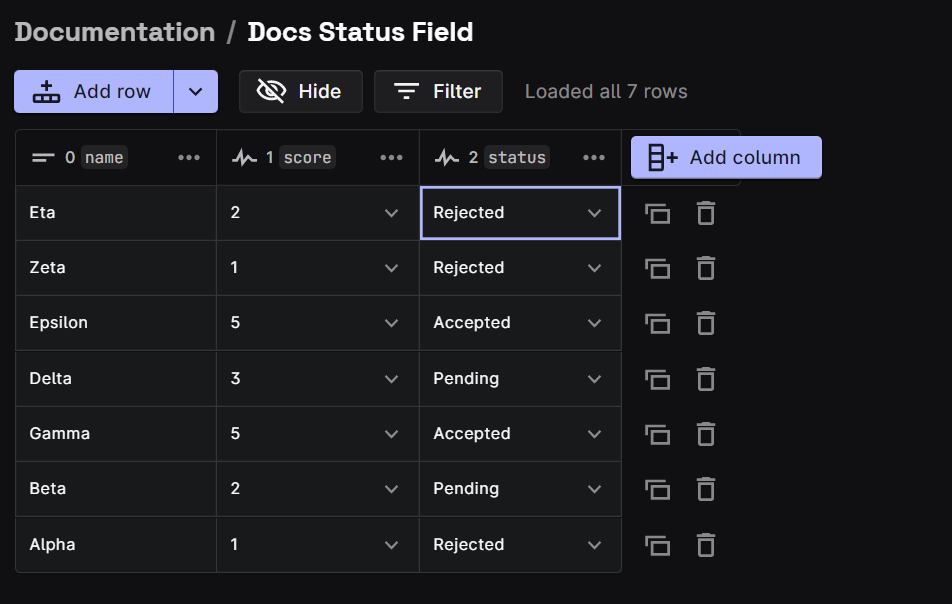 Documentation / Docs Status Field
Add row Hide Filter Loaded all 7 rows
0 name 1 score 2 status Add column
Eta 2 Rejected
Zeta 1 Rejected
Epsilon 5 Accepted
Delta 3 Pending
Gamma 5 Accepted
Beta 2 Pending
Alpha 1 Rejected